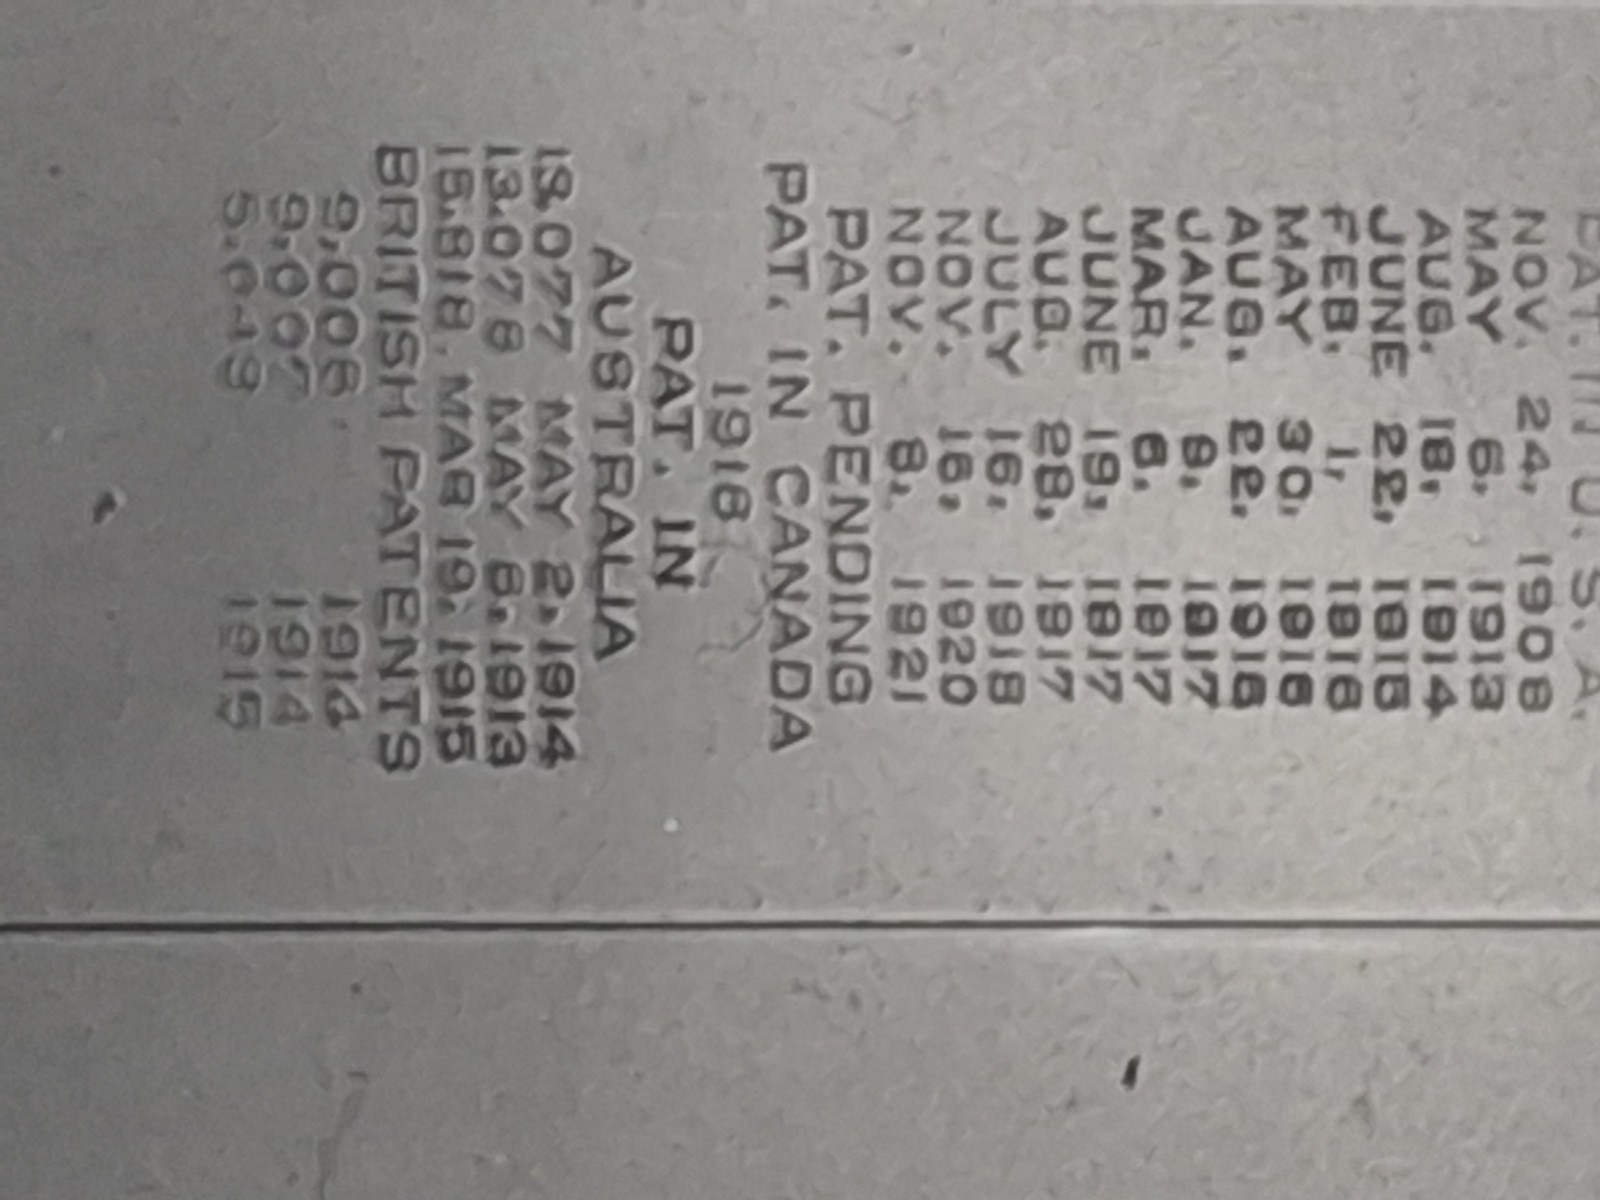 PAT. IN U. S. A.
NOV. 24, 1908
MAY 6, 1913
AUG. 18, 1914
JUNE 22, 1915
FEB. 1, 1916
MAY 30, 1916
AUG. 22, 1916
JAN. 9, 1917
MAR. 6, 1917
JUNE 19, 1917
AUG. 28, 1917
JULY 16, 1918
NOV. 16, 1920
NOV. 8, 1921
PAT. PENDING
PAT. IN CANADA
1918
PAT. IN
AUSTRALIA
13.077 MAY 2, 1914
13.078 MAY 8, 1913
15.818. MAR 19, 1915
BRITISH PATENTS
9,006. 1914
9,007 1914
1915